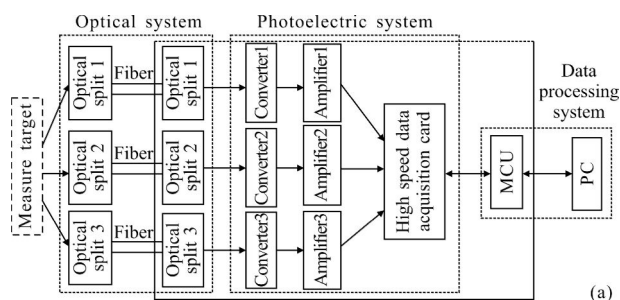 Optical system
Photoelectric system
Data
processing
system
Measure target
Optical
split 1
Fiber
Optical
split 1
Converter1
Amplifier1
Optical
split 2
Fiber
Optical
split 2
Converter2
Amplifier2
Optical
split 3
Fiber
Optical
split 3
Converter3
Amplifier3
High speed data
acquisition card
MCU
PC
(a)